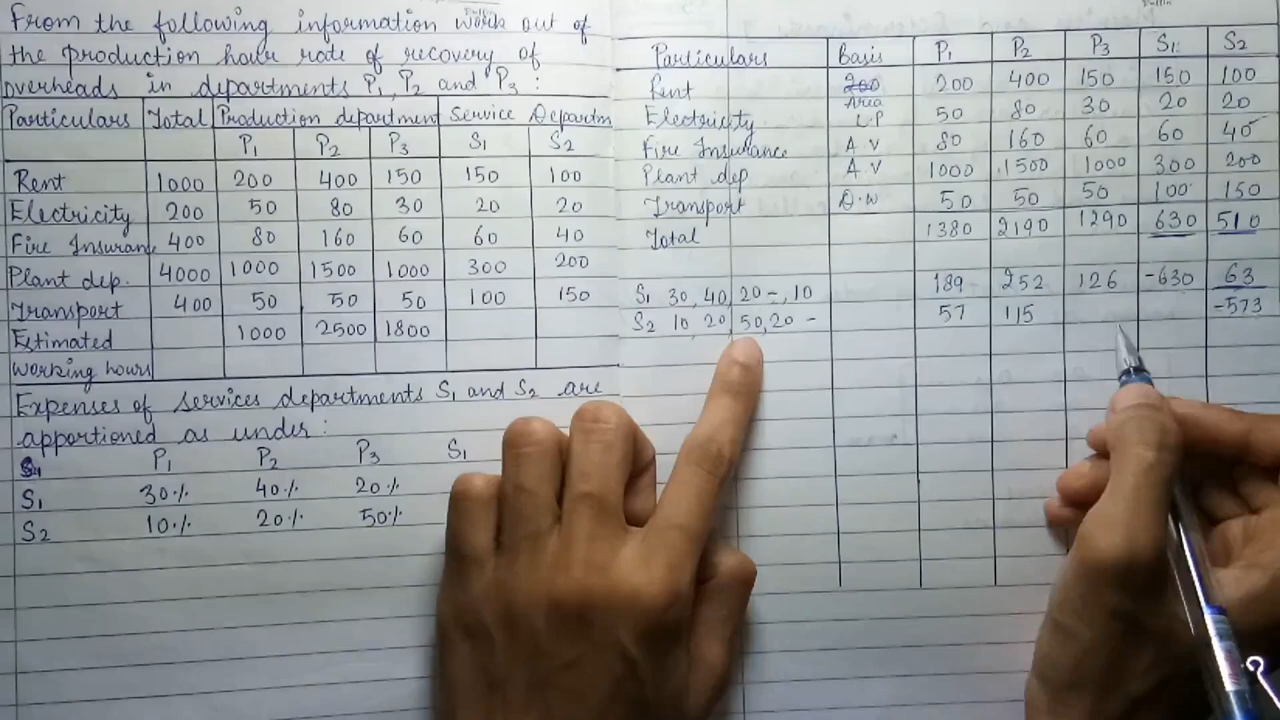 From the following information work out of
the production hour rate of recovery of
overheads in departments P1, P2 and P3 :
Particulars Total Production department Service Departm
P1 P2 P3 S1 S2
Rent 1000 200 400 150 150 100
Electricity 200 50 80 30 20 20
Fire Insuran 400 80 160 60 60 40
Plant dep. 4000 1000 1500 1000 300 200
Transport 400 50 50 50 100 150
Estimated 1000 2500 1800
working hours
Expenses of services departments S1 and S2 are
apportioned as under :
P1 P2 P3 S1
S1 30% 40% 20%
S2 10% 20% 50%
Particulars Basis P1 P2 P3 S1 S2
Rent 200 Area 200 400 150 150 100
Electricity L.P 50 80 30 20 20
Fire Insurance A.V 80 160 60 60 40
Plant dep A.V 1000 1500 1000 300 200
Transport D.W 50 50 50 100 150
Total 1380 2190 1290 630 510
S1 30, 40, 20 -, 10 189 252 126 -630 63
S2 10, 20, 50, 20 - 57 115 -573